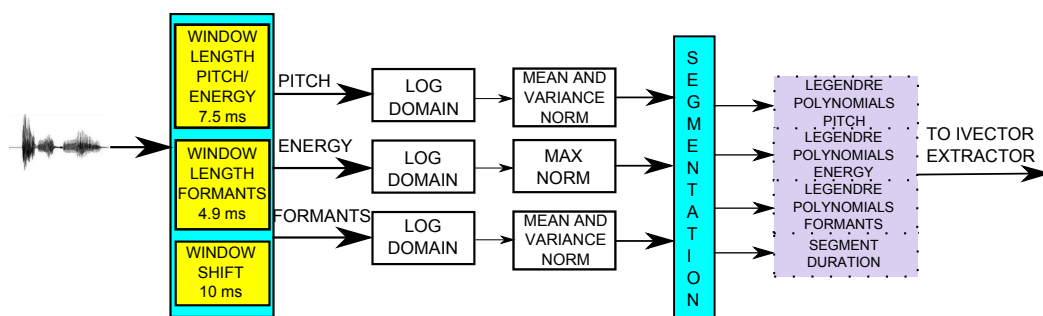 WINDOW
LENGTH
PITCH/
ENERGY
7.5 ms
WINDOW
LENGTH
FORMANTS
4.9 ms
WINDOW
SHIFT
10 ms
PITCH
LOG
DOMAIN
MEAN AND
VARIANCE
NORM
ENERGY
LOG
DOMAIN
MAX
NORM
FORMANTS
LOG
DOMAIN
MEAN AND
VARIANCE
NORM
SEGMENTATION
LEGENDRE
POLYNOMIALS
PITCH
LEGENDRE
POLYNOMIALS
ENERGY
LEGENDRE
POLYNOMIALS
FORMANTS
SEGMENT
DURATION
TO IVECTOR
EXTRACTOR